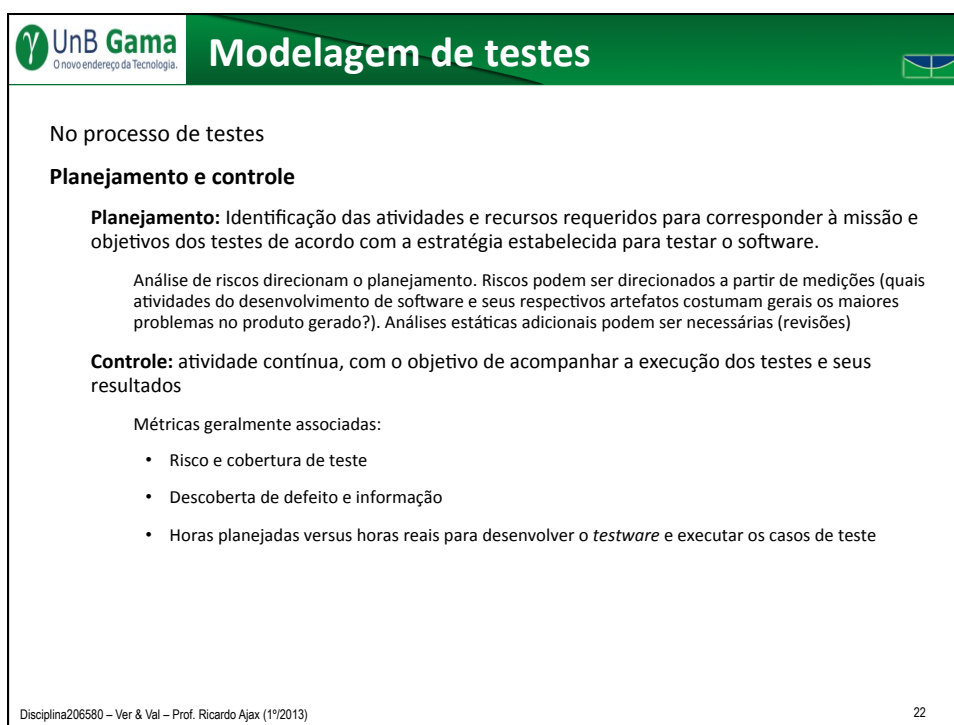 γ UnB Gama
O novo endereço da Tecnologia.
Modelagem de testes
No processo de testes
Planejamento e controle
Planejamento: Identificação das atividades e recursos requeridos para corresponder à missão e
objetivos dos testes de acordo com a estratégia estabelecida para testar o software.
Análise de riscos direcionam o planejamento. Riscos podem ser direcionados a partir de medições (quais
atividades do desenvolvimento de software e seus respectivos artefatos costumam gerais os maiores
problemas no produto gerado?). Análises estáticas adicionais podem ser necessárias (revisões)
Controle: atividade contínua, com o objetivo de acompanhar a execução dos testes e seus
resultados
Métricas geralmente associadas:
• Risco e cobertura de teste
• Descoberta de defeito e informação
• Horas planejadas versus horas reais para desenvolver o testware e executar os casos de teste
Disciplina206580 – Ver & Val – Prof. Ricardo Ajax (1º/2013)
22